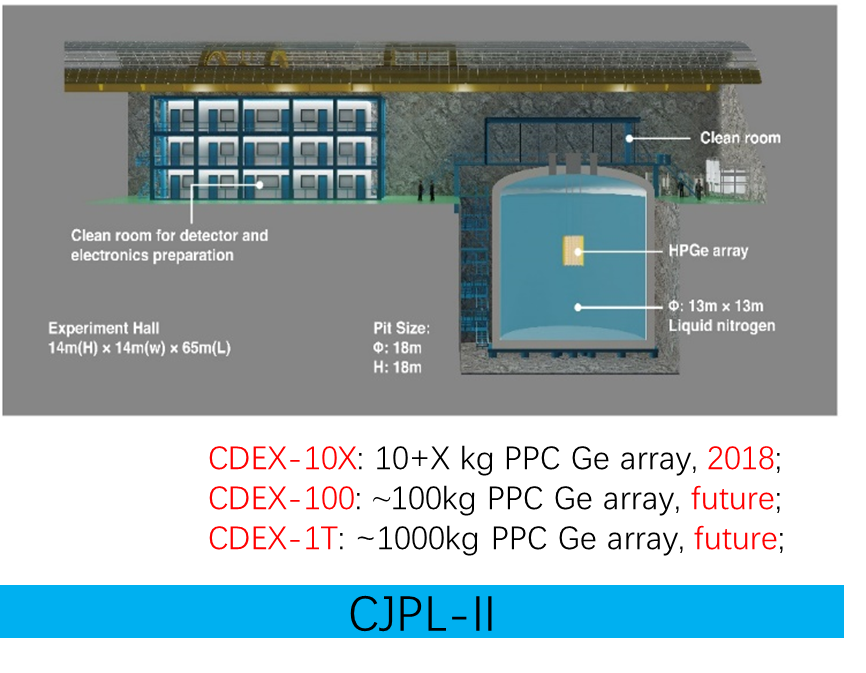 Clean room
Clean room for detector and
electronics preparation
HPGe array
Φ: 13m × 13m
Liquid nitrogen
Experiment Hall
14m(H) × 14m(w) × 65m(L)
Pit Size:
Φ: 18m
H: 18m
CDEX-10X: 10+X kg PPC Ge array, 2018;
CDEX-100: ~100kg PPC Ge array, future;
CDEX-1T: ~1000kg PPC Ge array, future;
CJPL-II